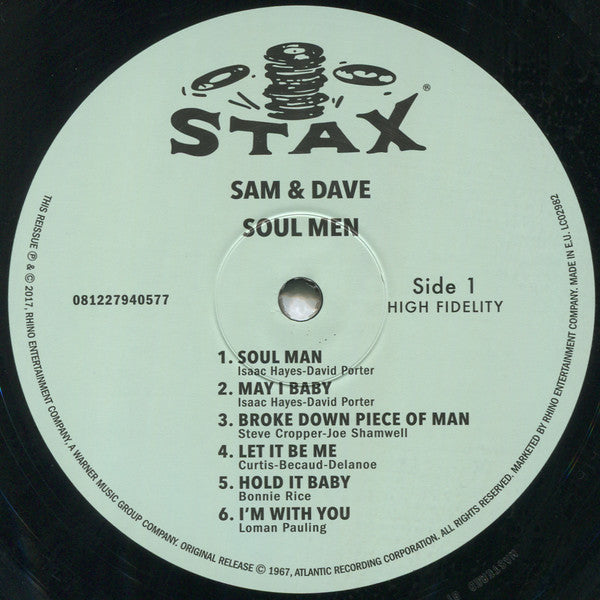 STAX®
SAM & DAVE
SOUL MEN
081227940577
Side 1
HIGH FIDELITY
1. SOUL MAN
Isaac Hayes-David Porter
2. MAY I BABY
Isaac Hayes-David Porter
3. BROKE DOWN PIECE OF MAN
Steve Cropper-Joe Shamwell
4. LET IT BE ME
Curtis-Becaud-Delanoe
5. HOLD IT BABY
Bonnie Rice
6. I'M WITH YOU
Loman Pauling
THIS REISSUE ℗ & © 2017, RHINO ENTERTAINMENT COMPANY, A WARNER MUSIC GROUP COMPANY. ORIGINAL RELEASE © 1967, ATLANTIC RECORDING CORPORATION. ALL RIGHTS RESERVED. MARKETED BY RHINO ENTERTAINMENT COMPANY. MADE IN E.U. LC02982